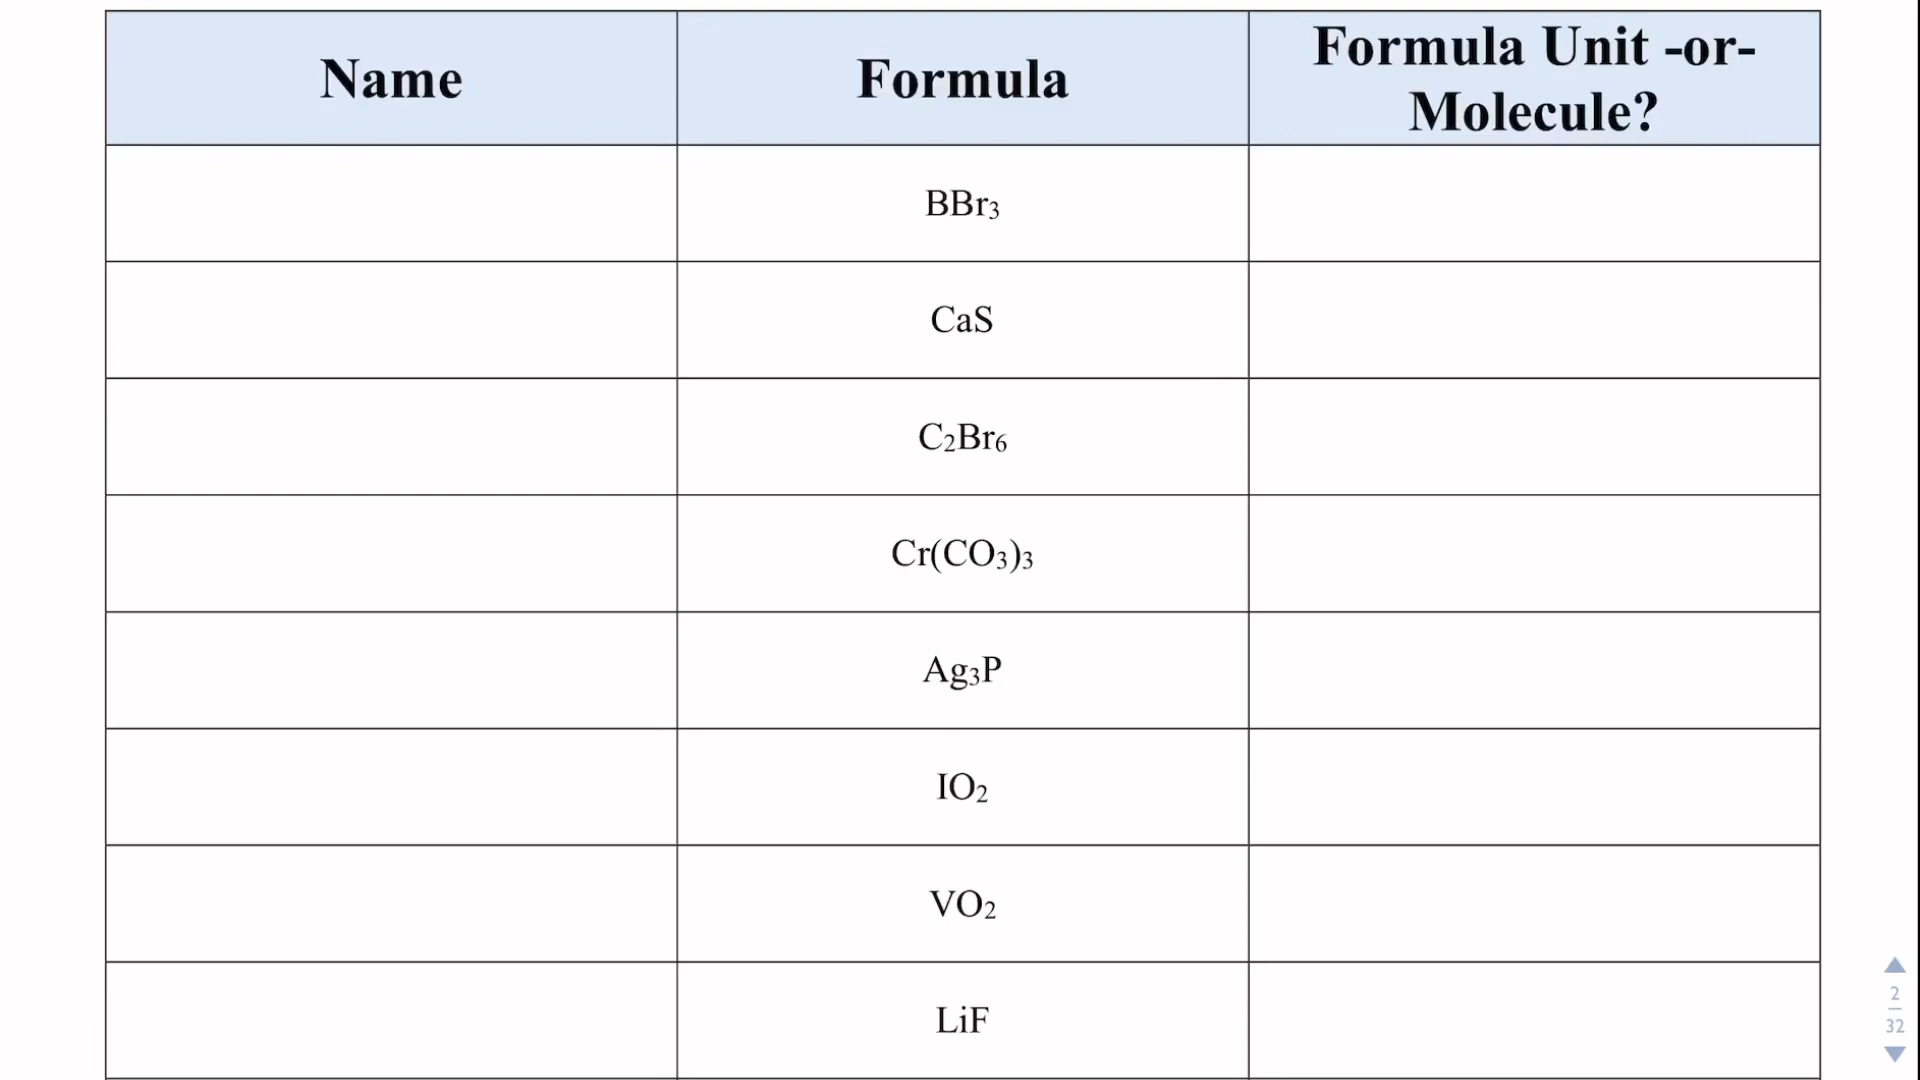 Name
Formula
Formula Unit -or-
Molecule?
BBr₃
CaS
C₂Br₆
Cr(CO₃)₃
Ag₃P
IO₂
VO₂
LiF
2
32